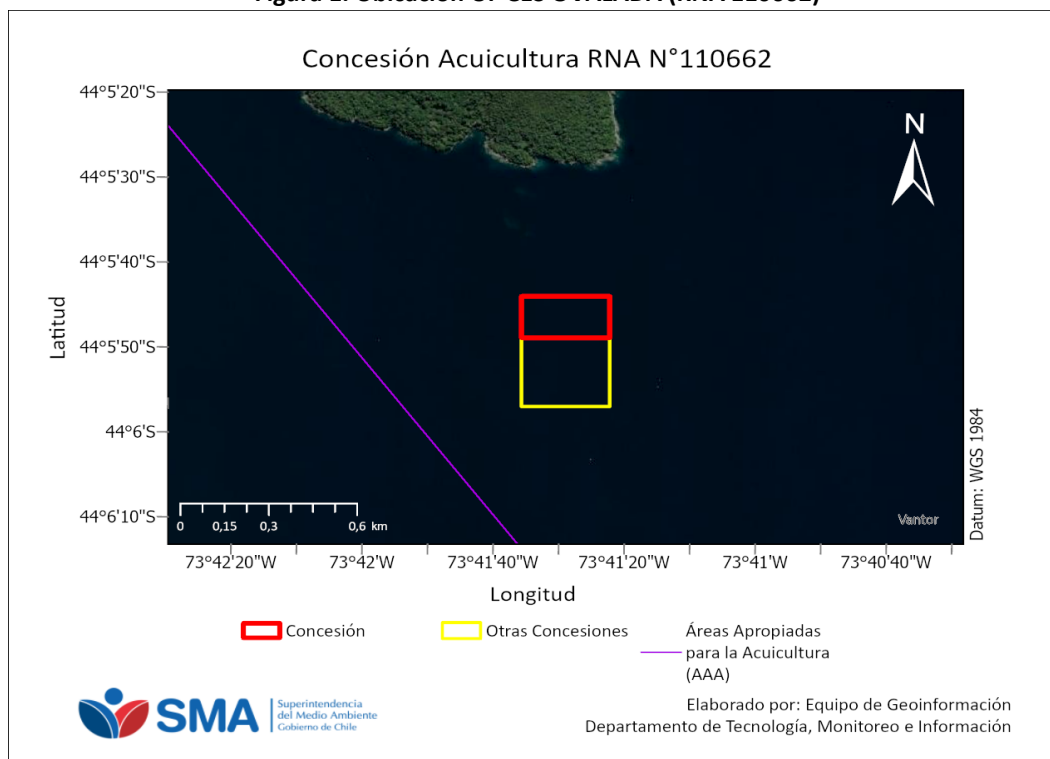 Concesión Acuicultura RNA N°110662
N
44°5'20"S
44°5'30"S
44°5'40"S
44°5'50"S
44°6'S
44°6'10"S
Latitud
0 0,15 0,3 0,6 km
Vantor
Datum: WGS 1984
73°42'20"W 73°42'W 73°41'40"W 73°41'20"W 73°41'W 73°40'40"W
Longitud
Concesión
Otras Concesiones
Áreas Apropiadas
para la Acuicultura
(AAA)
SMA
Superintendencia
del Medio Ambiente
Gobierno de Chile
Elaborado por: Equipo de Geoinformación
Departamento de Tecnología, Monitoreo e Información